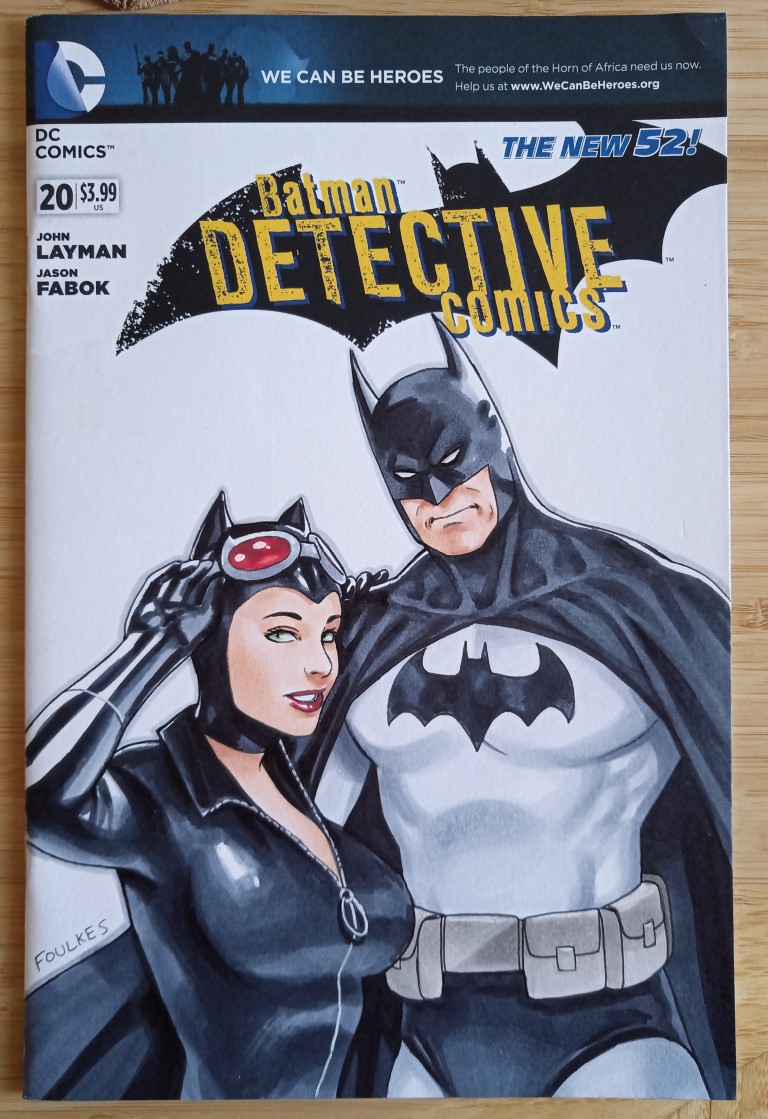 WE CAN BE HEROES
The people of the Horn of Africa need us now.
Help us at www.WeCanBeHeroes.org
DC
COMICS™
THE NEW 52!
20 $3.99
US
JOHN
LAYMAN
JASON
FABOK
Batman™
DETECTIVE™
COMICS™
FOULKES